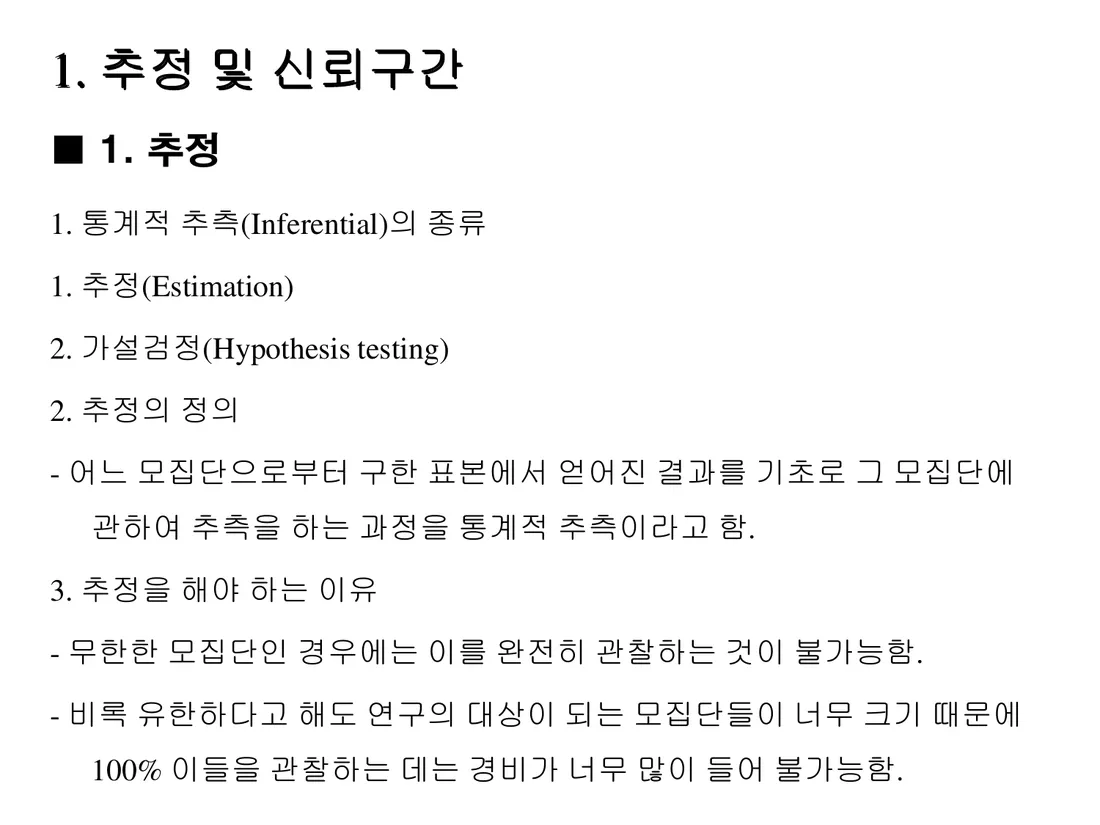 1. 추정 및 신뢰구간
■ 1. 추정
1. 통계적 추측(Inferential)의 종류
1. 추정(Estimation)
2. 가설검정(Hypothesis testing)
2. 추정의 정의
- 어느 모집단으로부터 구한 표본에서 얻어진 결과를 기초로 그 모집단에
관하여 추측을 하는 과정을 통계적 추측이라고 함.
3. 추정을 해야 하는 이유
- 무한한 모집단인 경우에는 이를 완전히 관찰하는 것이 불가능함.
- 비록 유한하다고 해도 연구의 대상이 되는 모집단들이 너무 크기 때문에
100% 이들을 관찰하는 데는 경비가 너무 많이 들어 불가능함.